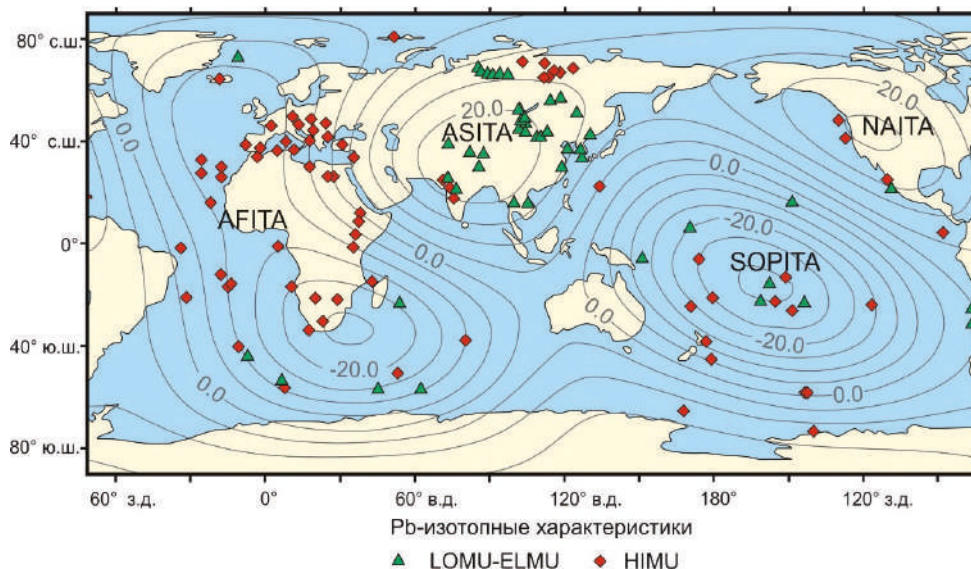 80° с.ш.
20.0
20.0
0.0
ASITA
NAITA
40° с.ш.
0.0
AFITA
0.0
-20.0
0°
0.0
SOPITA
0.0
40° ю.ш.
-20.0
-20.0
0.0
0.0
80° ю.ш.
60° з.д. 0° 60° в.д. 120° в.д. 180° 120° з.д.
Pb-изотопные характеристики
LOMU-ELMU HIMU